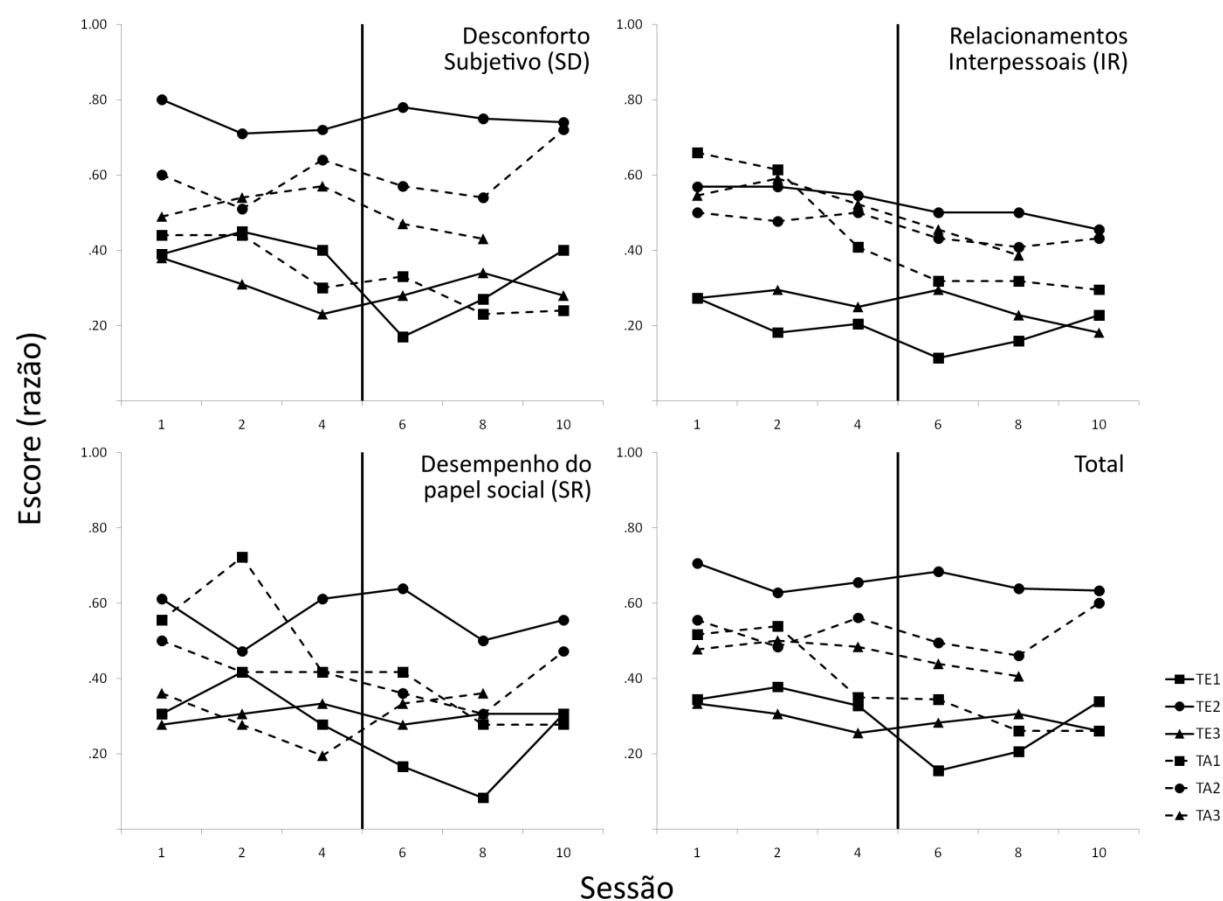 Escore (razão)
Desconforto
Subjetivo (SD)
1.00
.80
.60
.40
.20
1 2 4 6 8 10
Relacionamentos
Interpessoais (IR)
1.00
.80
.60
.40
.20
1 2 4 6 8 10
Desempenho do
papel social (SR)
1.00
.80
.60
.40
.20
1 2 4 6 8 10
Total
1.00
.80
.60
.40
.20
1 2 4 6 8 10
TE1
TE2
TE3
TA1
TA2
TA3
Sessão